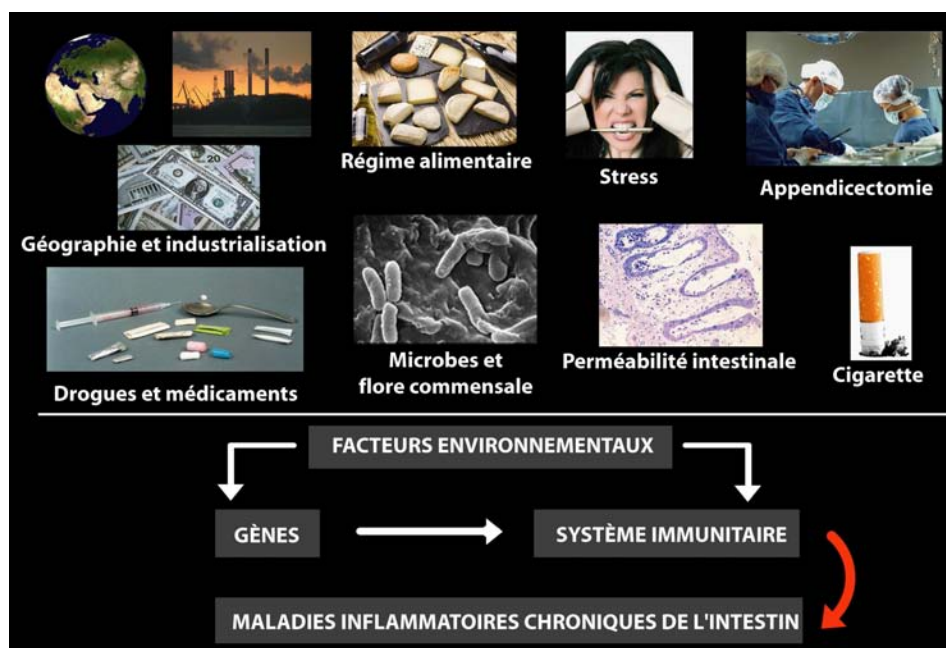 Régime alimentaire
Stress
Appendicectomie
Géographie et industrialisation
Drogues et médicaments
Microbes et
flore commensale
Perméabilité intestinale
Cigarette
FACTEURS ENVIRONNEMENTAUX
GÈNES
SYSTÈME IMMUNITAIRE
MALADIES INFLAMMATOIRES CHRONIQUES DE L'INTESTIN